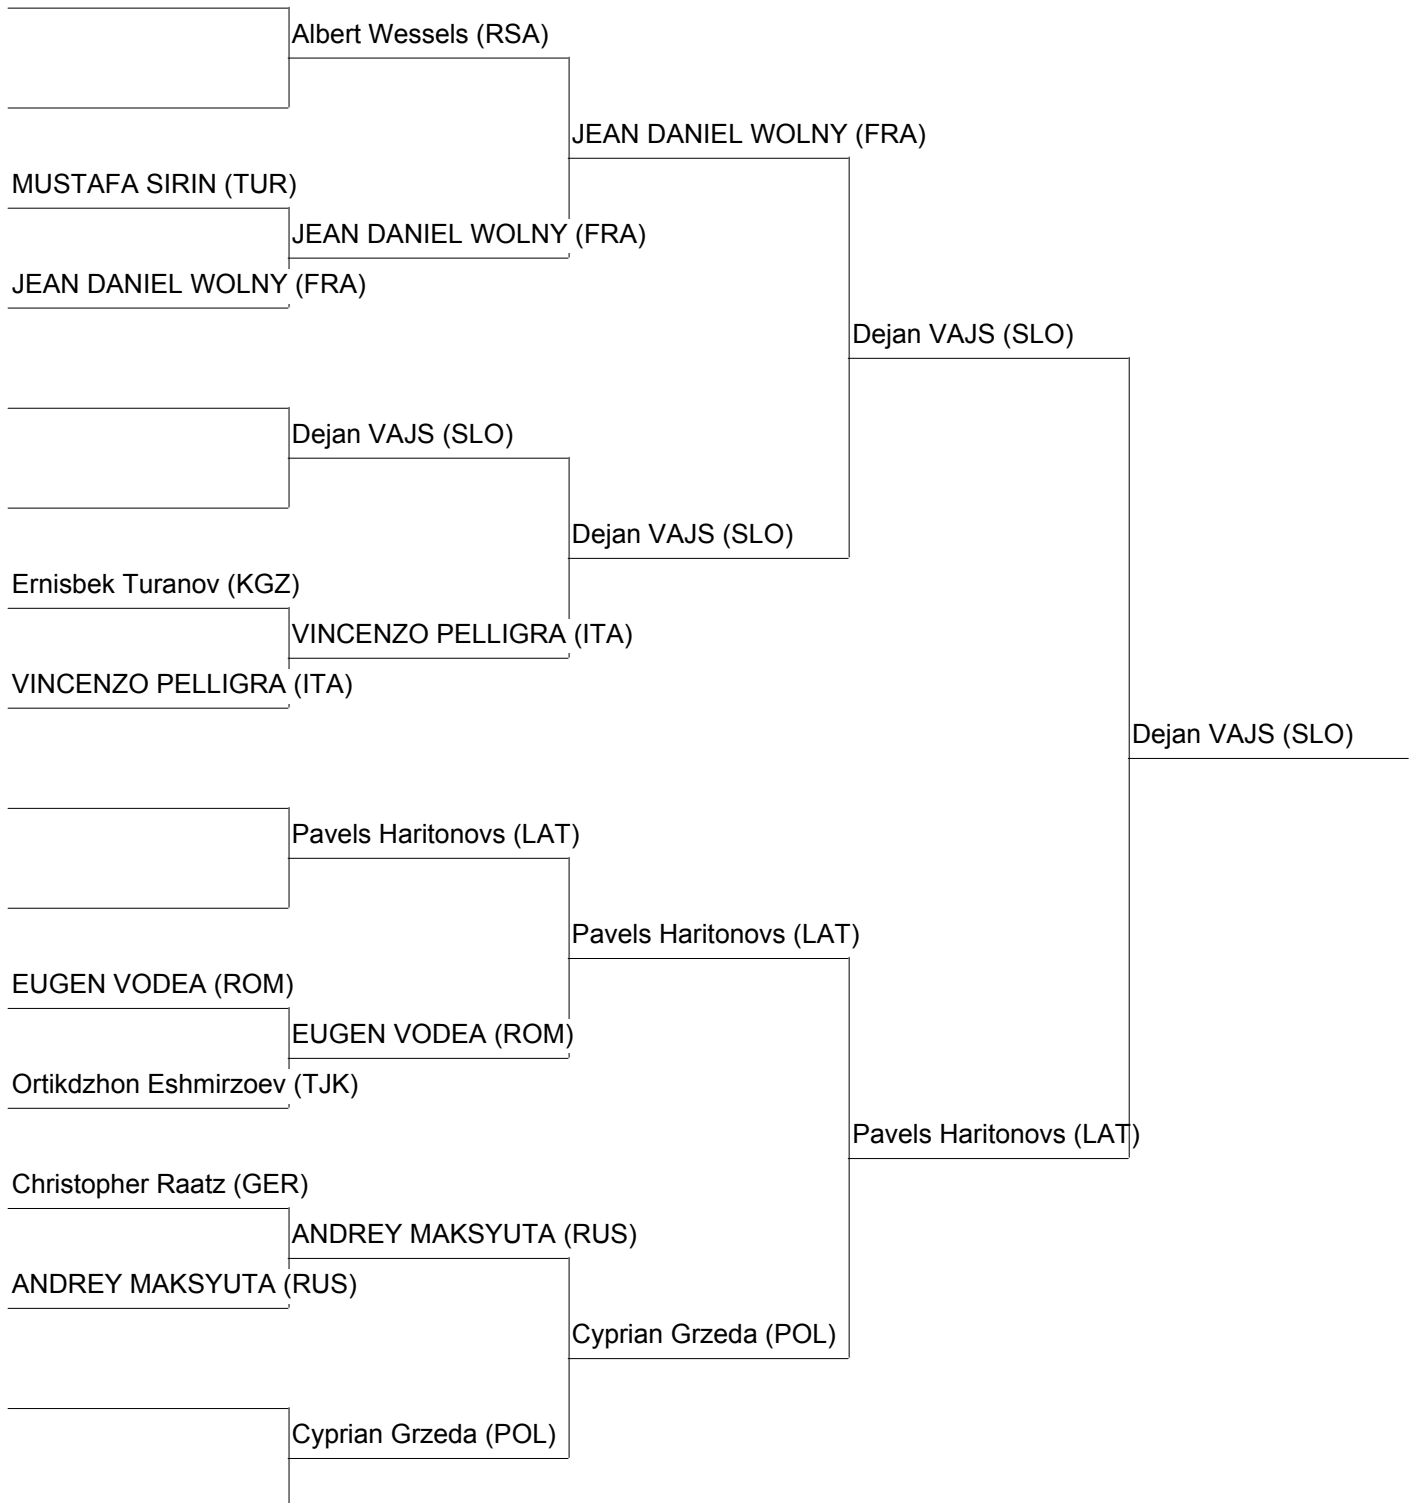 Albert Wessels (RSA)
JEAN DANIEL WOLNY (FRA)
MUSTAFA SIRIN (TUR)
JEAN DANIEL WOLNY (FRA)
JEAN DANIEL WOLNY (FRA)
Dejan VAJS (SLO)
Dejan VAJS (SLO)
Dejan VAJS (SLO)
Ernisbek Turanov (KGZ)
VINCENZO PELLIGRA (ITA)
VINCENZO PELLIGRA (ITA)
Dejan VAJS (SLO)
Pavels Haritonovs (LAT)
Pavels Haritonovs (LAT)
EUGEN VODEA (ROM)
EUGEN VODEA (ROM)
Ortikdzhon Eshmirzoev (TJK)
Pavels Haritonovs (LAT)
Christopher Raatz (GER)
ANDREY MAKSYUTA (RUS)
ANDREY MAKSYUTA (RUS)
Cyprian Grzeda (POL)
Cyprian Grzeda (POL)